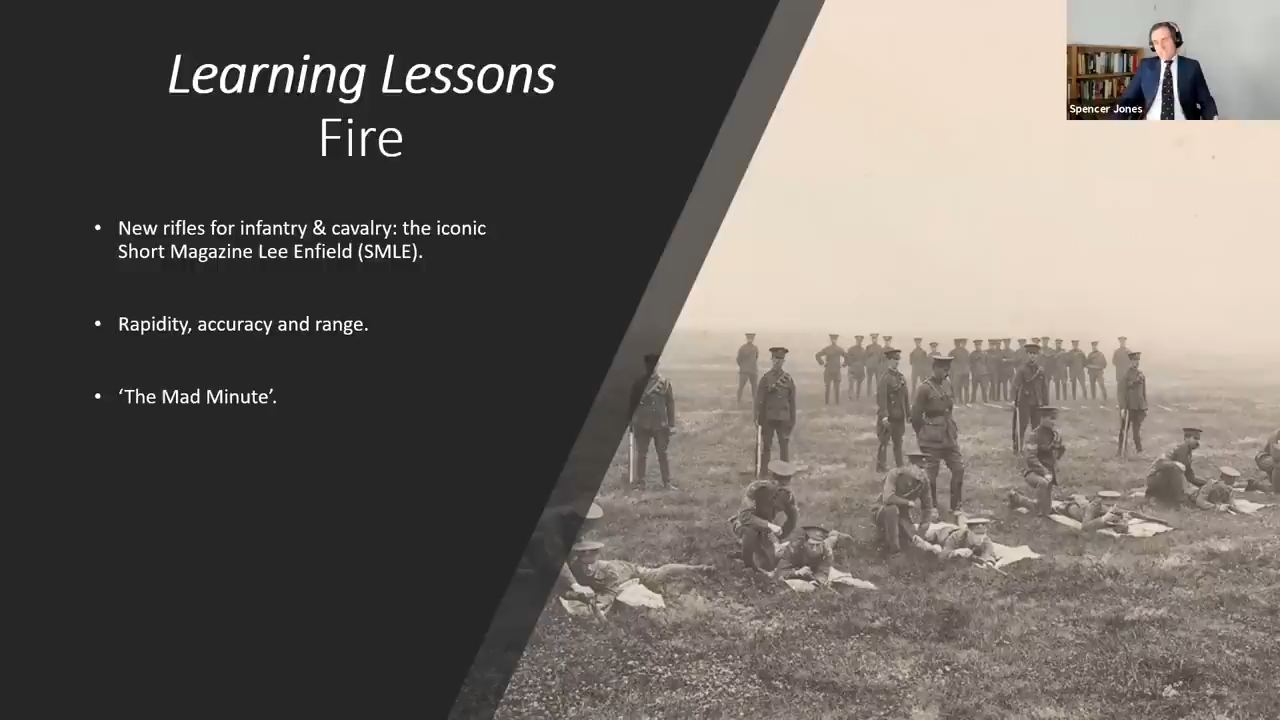 Learning Lessons
Fire
Spencer Jones
• New rifles for infantry & cavalry: the iconic
Short Magazine Lee Enfield (SMLE).
• Rapidity, accuracy and range.
• ‘The Mad Minute’.